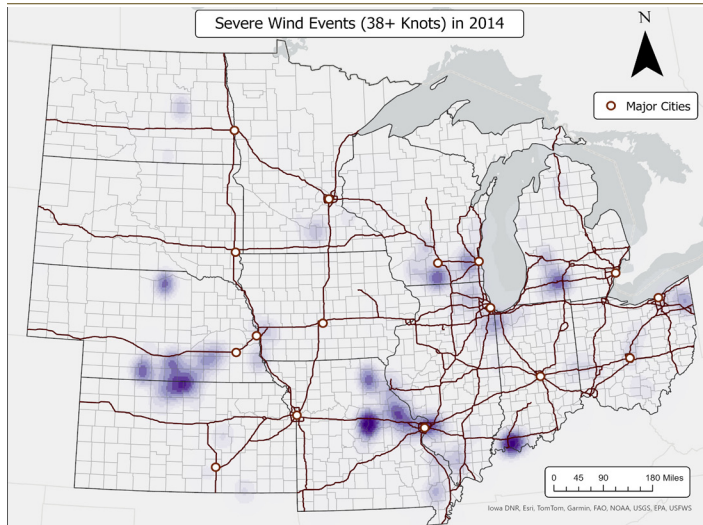 Severe Wind Events (38+ Knots) in 2014
N
Major Cities
0 45 90 180 Miles
Iowa DNR, Esri, TomTom, Garmin, FAO, NOAA, USGS, EPA, USFWS